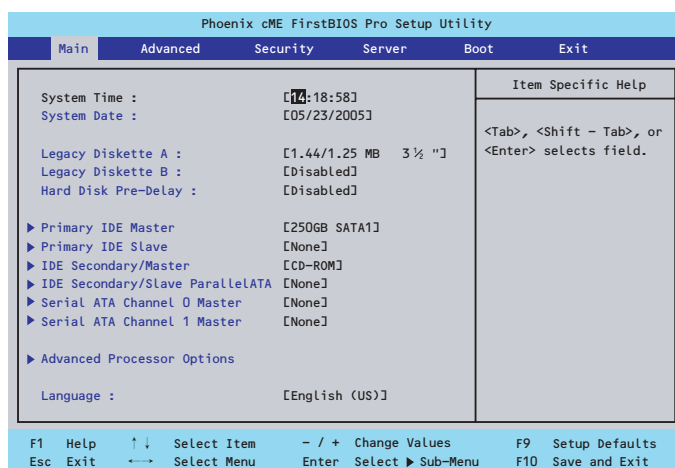 Phoenix cME FirstBIOS Pro Setup Utility
Main Advanced Security Server Boot Exit
Item Specific Help
System Time : [14:18:58]
System Date : [05/23/2005]
<Tab>, <Shift - Tab>, or
<Enter> selects field.
Legacy Diskette A : [1.44/1.25 MB 3½ "]
Legacy Diskette B : [Disabled]
Hard Disk Pre-Delay : [Disabled]
▶ Primary IDE Master [250GB SATA1]
▶ Primary IDE Slave [None]
▶ IDE Secondary/Master [CD-ROM]
▶ IDE Secondary/Slave ParallelATA [None]
▶ Serial ATA Channel 0 Master [None]
▶ Serial ATA Channel 1 Master [None]
▶ Advanced Processor Options
Language : [English (US)]
F1 Help ↑↓ Select Item - / + Change Values F9 Setup Defaults
Esc Exit ←→ Select Menu Enter Select ▶ Sub-Menu F10 Save and Exit